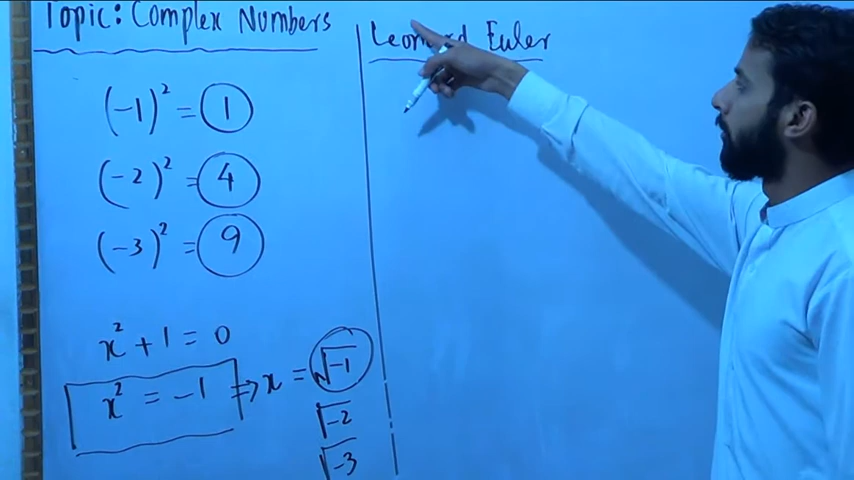 Topic: Complex Numbers
(-1)² = 1
(-2)² = 4
(-3)² = 9
x² + 1 = 0
x² = -1 ⇒ x = √-1
√-2
√-3
Euler